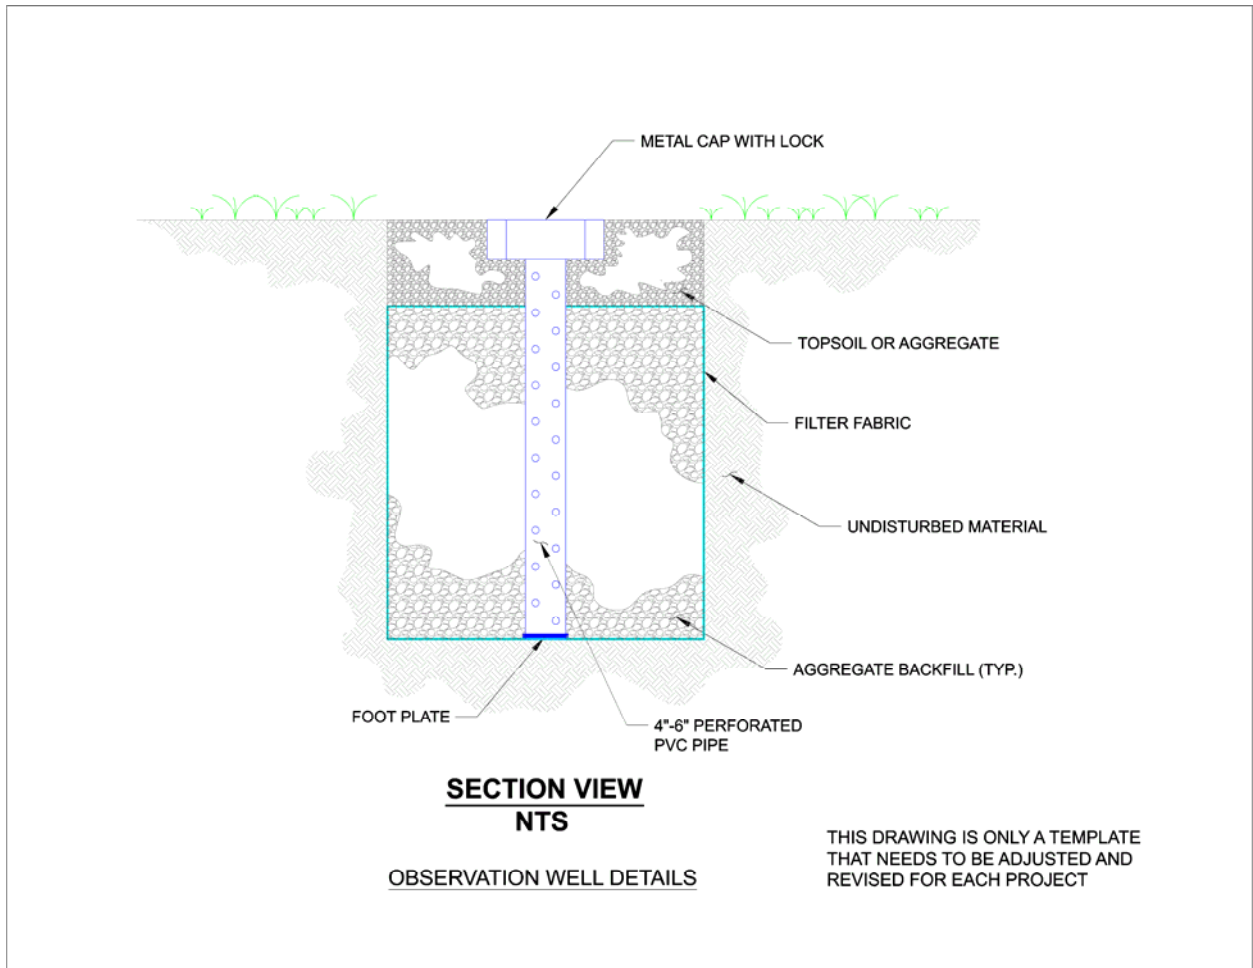 METAL CAP WITH LOCK
TOPSOIL OR AGGREGATE
FILTER FABRIC
UNDISTURBED MATERIAL
AGGREGATE BACKFILL (TYP.)
FOOT PLATE
4"-6" PERFORATED
PVC PIPE
SECTION VIEW
NTS
OBSERVATION WELL DETAILS
THIS DRAWING IS ONLY A TEMPLATE
THAT NEEDS TO BE ADJUSTED AND
REVISED FOR EACH PROJECT